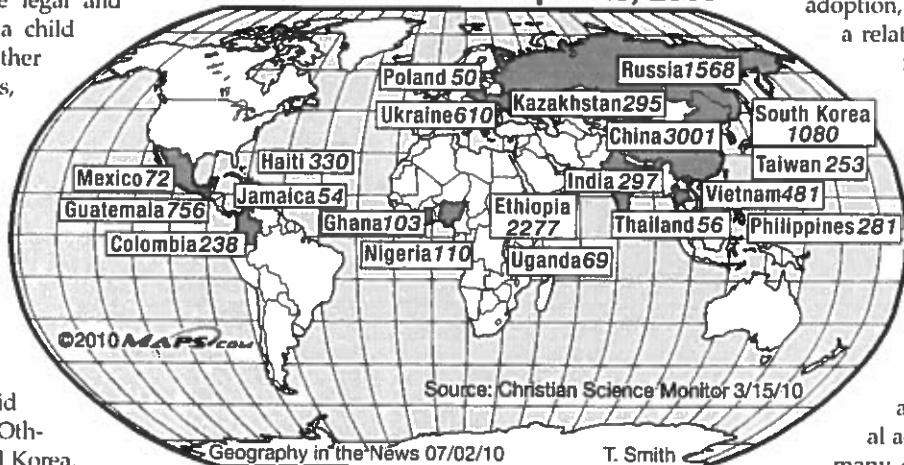 e legal and
a child
ther
s,
adoption,
a relat
Poland 50
Russia 1568
Ukraine 610
Kazakhstan 295
South Korea
1080
China 3001
Haiti 330
Taiwan 253
Mexico 72
India 297
Jamaica 54
Vietnam 481
Guatemala 756
Ghana 103
Ethiopia
2277
Thailand 56
Philippines 281
Colombia 238
Nigeria 110
Uganda 69
©2010 MAPS.com
Source: Christian Science Monitor 3/15/10
id
Oth-
l Korea.
a
al a
many
Geography in the News 07/02/10
T. Smith